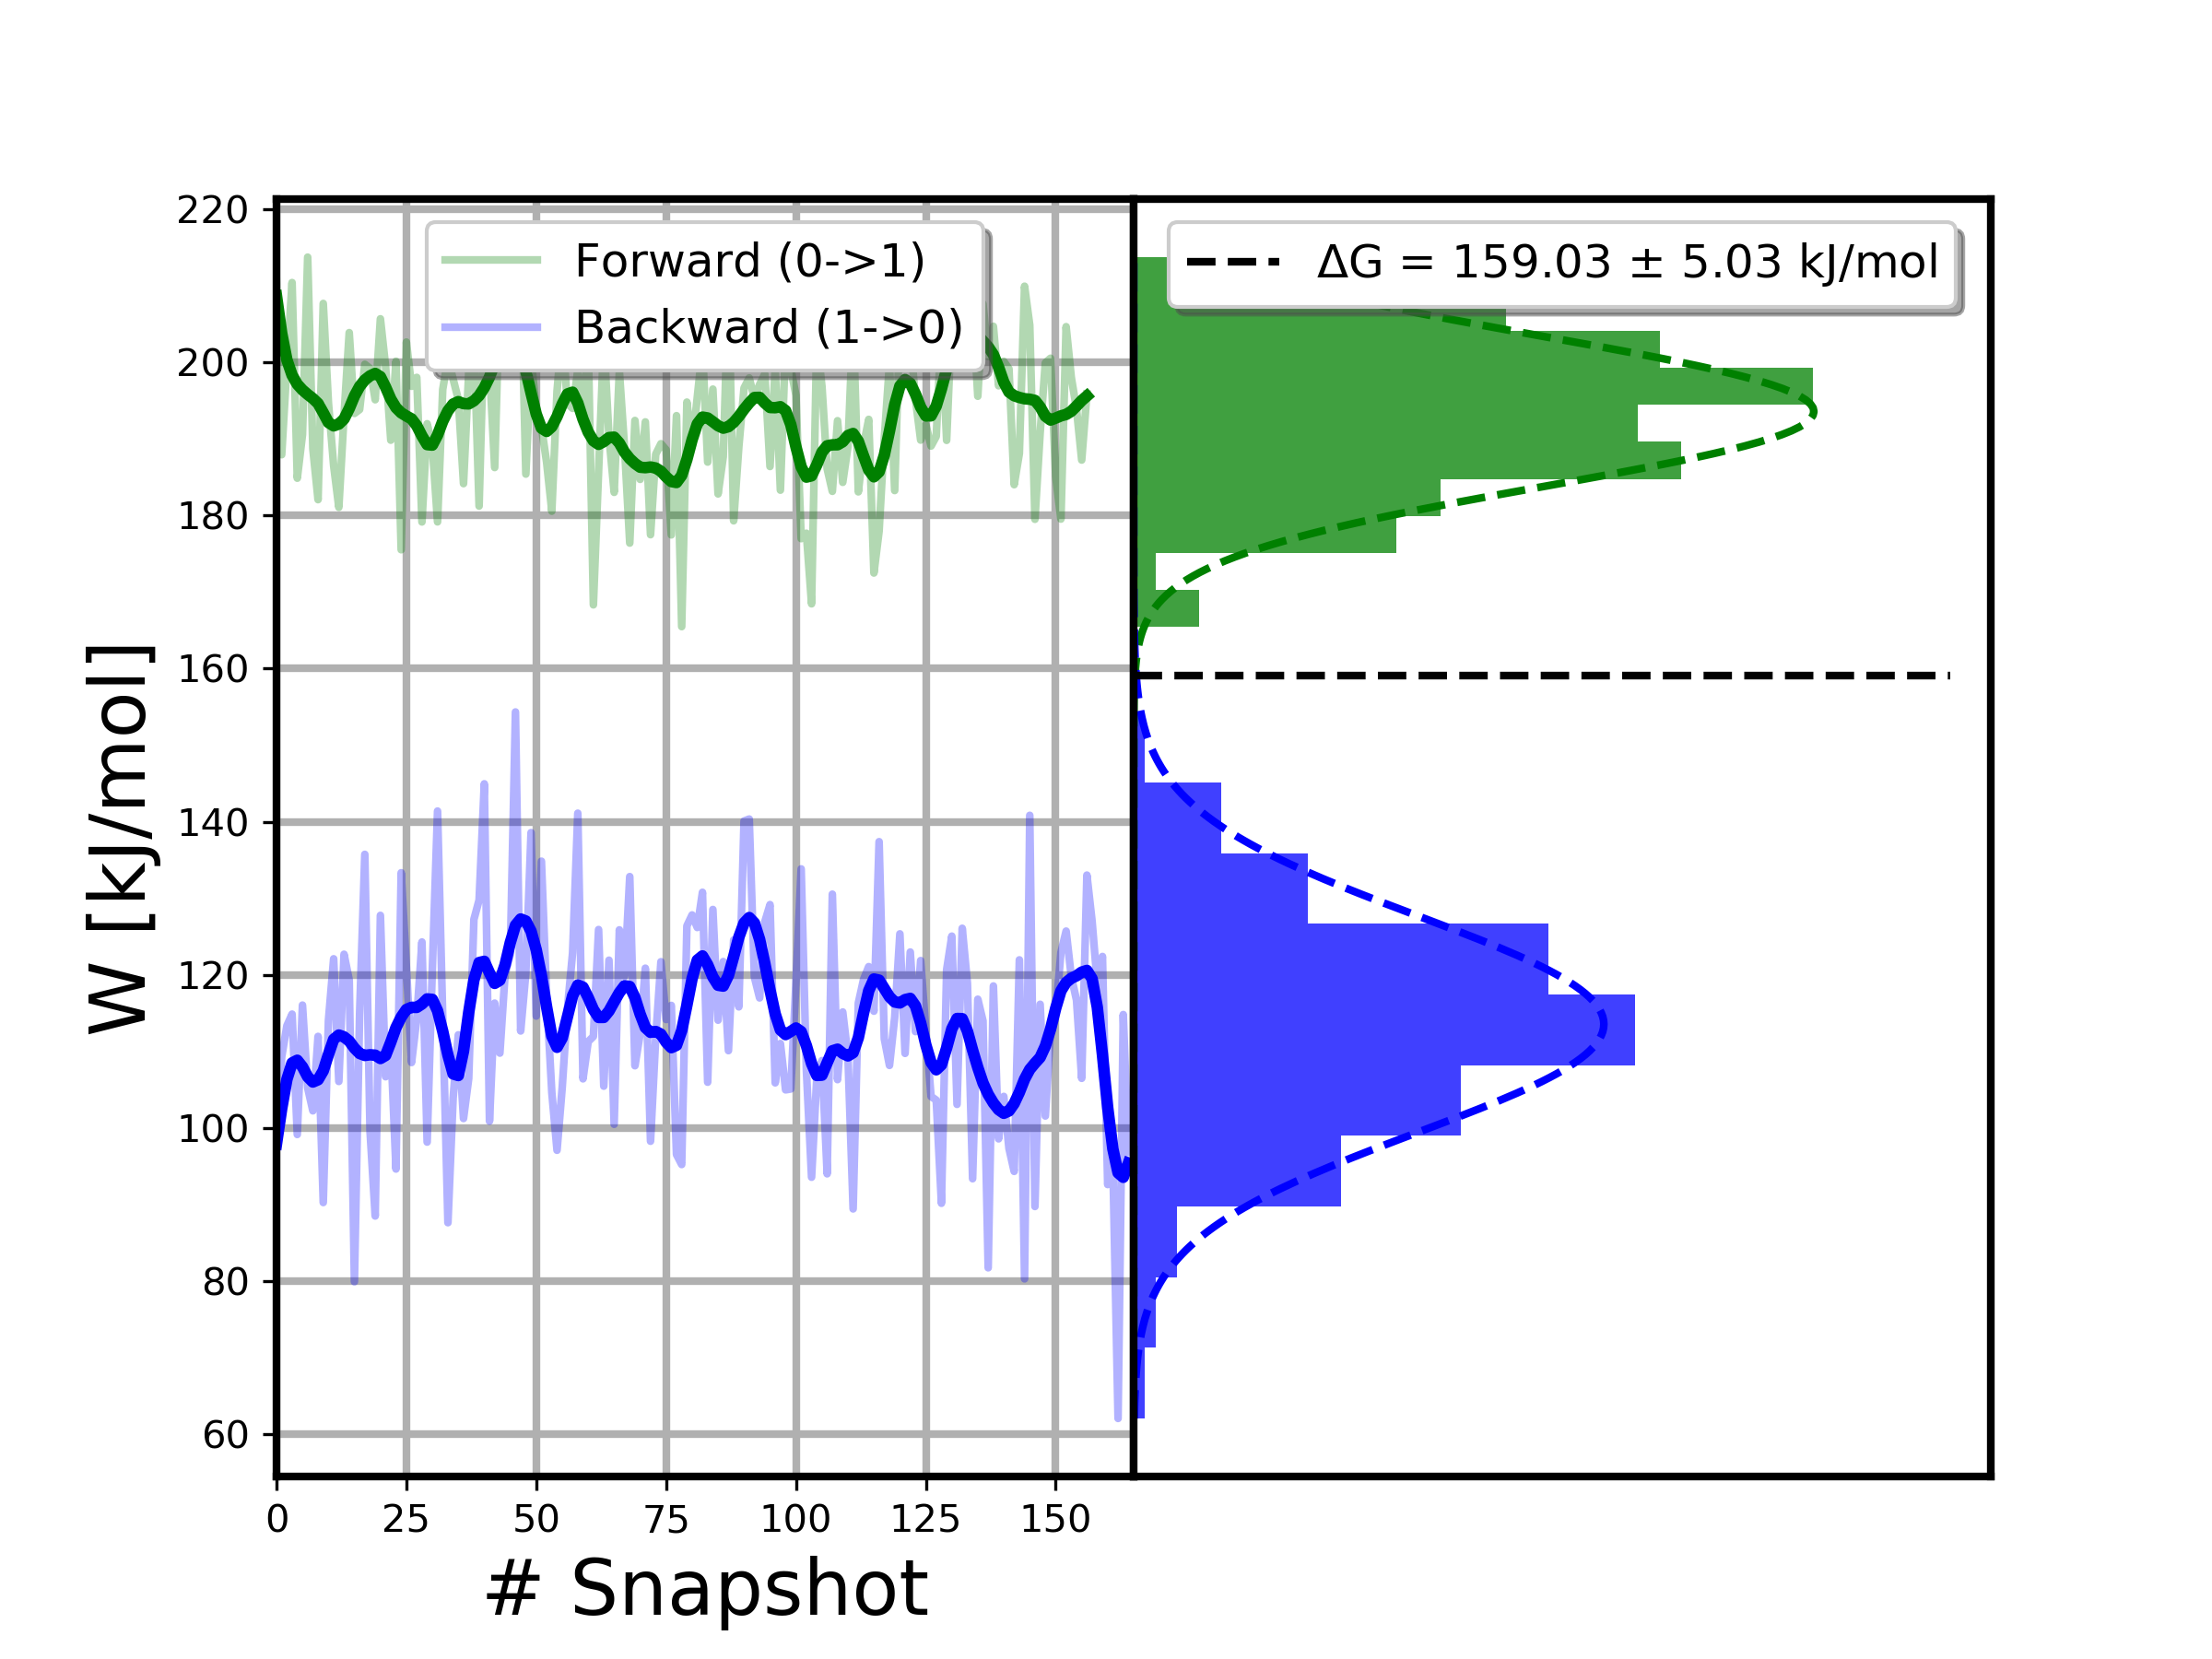 220
200
180
160
140
120
100
80
60
W [kJ/mol]
Forward (0->1)
Backward (1->0)
ΔG = 159.03 ± 5.03 kJ/mol
0 25 50 75 100 125 150
# Snapshot